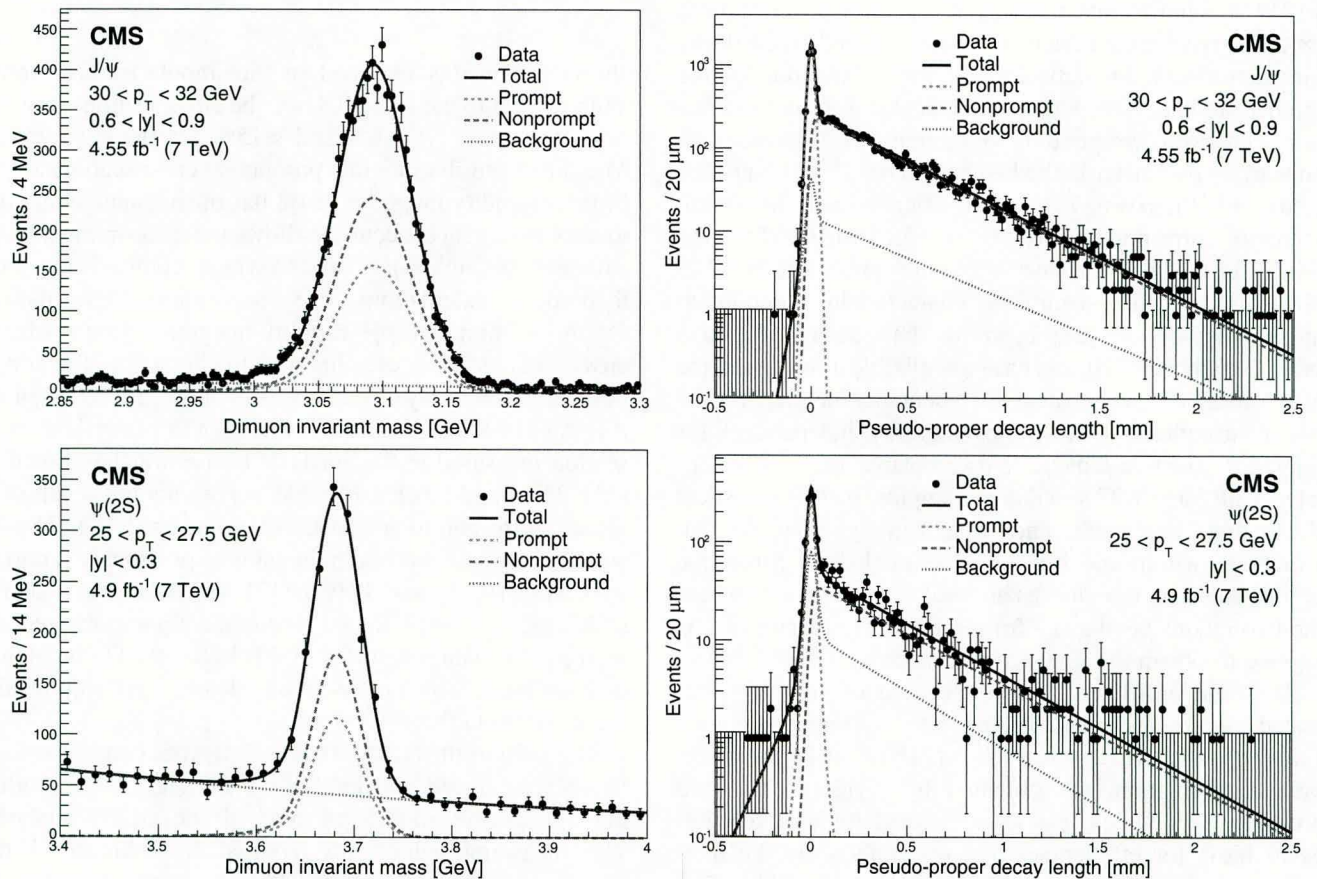 CMS
J/ψ
30 < p_T < 32 GeV
0.6 < |y| < 0.9
4.55 fb⁻¹ (7 TeV)
Data
Total
Prompt
Nonprompt
Background
Events / 4 MeV
450
400
350
300
250
200
150
100
50
0
2.85
2.9
2.95
3
3.05
3.1
3.15
3.2
3.25
3.3
Dimuon invariant mass [GeV]
Data
Total
Prompt
Nonprompt
Background
CMS
J/ψ
30 < p_T < 32 GeV
0.6 < |y| < 0.9
4.55 fb⁻¹ (7 TeV)
Events / 20 μm
10³
10²
10
1
10⁻¹
-0.5
0
0.5
1
1.5
2
2.5
Pseudo-proper decay length [mm]
CMS
ψ(2S)
25 < p_T < 27.5 GeV
|y| < 0.3
4.9 fb⁻¹ (7 TeV)
Data
Total
Prompt
Nonprompt
Background
Events / 14 MeV
350
300
250
200
150
100
50
0
3.4
3.5
3.6
3.7
3.8
3.9
4
Dimuon invariant mass [GeV]
Data
Total
Prompt
Nonprompt
Background
CMS
ψ(2S)
25 < p_T < 27.5 GeV
|y| < 0.3
4.9 fb⁻¹ (7 TeV)
Events / 20 μm
10²
10
1
10⁻¹
-0.5
0
0.5
1
1.5
2
2.5
Pseudo-proper decay length [mm]